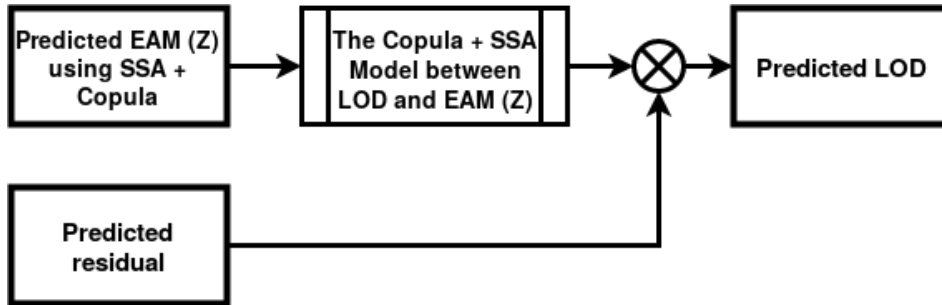 Predicted EAM (Z)
using SSA +
Copula
The Copula + SSA
Model between
LOD and EAM (Z)
Predicted LOD
Predicted
residual